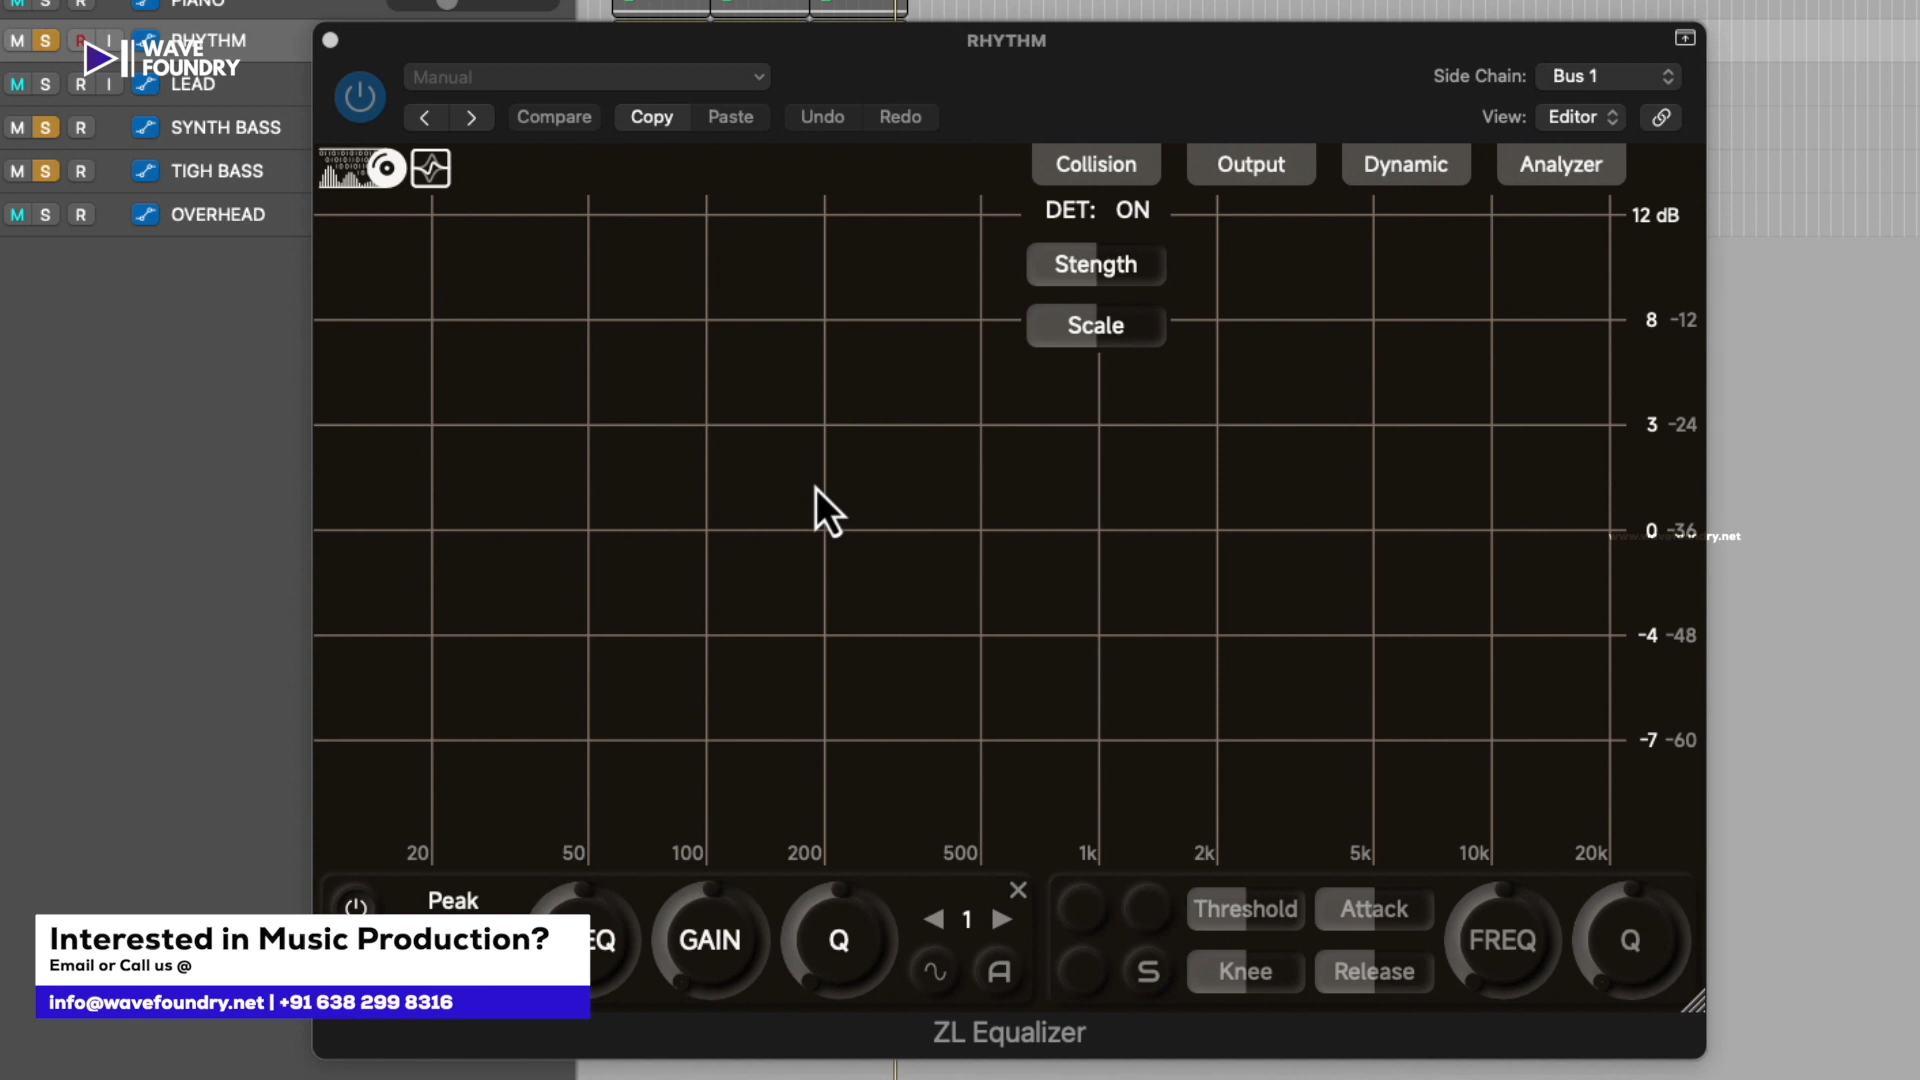 M S R PIANO
M S R I RHYTHM
M S R I LEAD
M S R SYNTH BASS
M S R TIGH BASS
M S R OVERHEAD
WAVE
FOUNDRY
RHYTHM
Manual
Side Chain: Bus 1
Compare Copy Paste Undo Redo
View: Editor
Collision Output Dynamic Analyzer
DET: ON
Stength
Scale
12 dB
8 -12
3 -24
0 -36
-4 -48
-7 -60
20 50 100 200 500 1k 2k 5k 10k 20k
Peak
EQ GAIN Q
1
A
S
Threshold Attack
Knee Release
FREQ Q
ZL Equalizer
Interested in Music Production?
Email or Call us @
info@wavefoundry.net | +91 638 299 8316